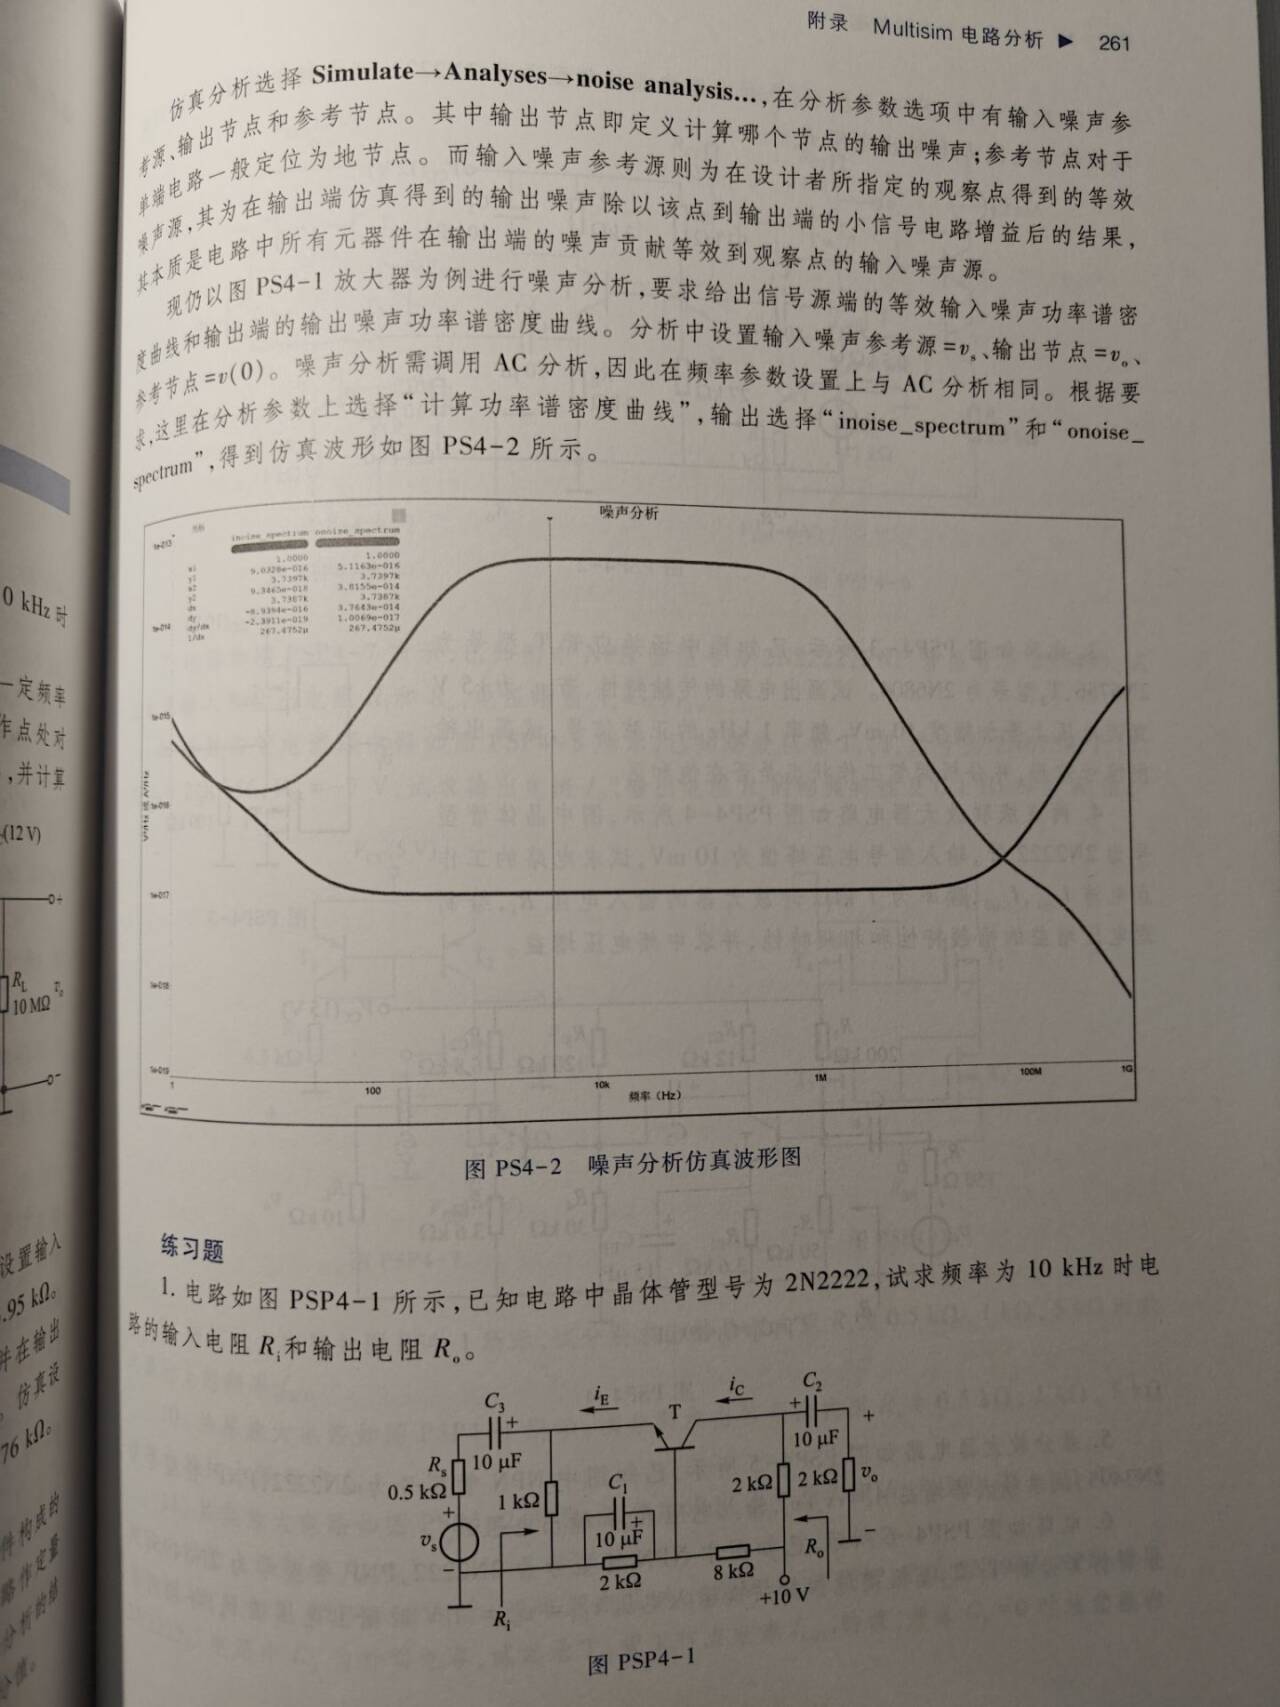 附录 Multisim 电路分析 ▶ 261
仿真分析选择 Simulate→Analyses→noise analysis…,在分析参数选项中有输入噪声参
考源、输出节点和参考节点。其中输出节点即定义计算哪个节点的输出噪声;参考节点对于
单端电路一般定位为地节点。而输入噪声参考源则为在设计者所指定的观察点得到的等效
噪声源,其为在输出端仿真得到的输出噪声除以该点到输出端的小信号电路增益后的结果,
其本质是电路中所有元器件在输出端的噪声贡献等效到观察点的输入噪声源。
现仍以图 PS4-1 放大器为例进行噪声分析,要求给出信号源端的等效输入噪声功率谱密
度曲线和输出端的输出噪声功率谱密度曲线。分析中设置输入噪声参考源=vs、输出节点=vo、
参考节点=v(0)。噪声分析需调用 AC 分析,因此在频率参数设置上与 AC 分析相同。根据要
求,这里在分析参数上选择“计算功率谱密度曲线”,输出选择“inoise_spectrum”和“onoise_
spectrum”,得到仿真波形如图 PS4-2 所示。
噪声分析
inoise_spectrum onoise_spectrum
x1 1.0000 1.0000
y1 9.0328e-016 5.1163e-016
x2 3.7397k 3.7397k
y2 9.3465e-018 3.8155e-014
dx 3.7387k 3.7387k
dy -8.9394e-016 3.7643e-014
dy/dx -2.3911e-019 1.0069e-017
1/dx 267.4752μ 267.4752μ
1e-013
1e-014
1e-015
1e-016
1e-017
1e-018
1e-019
1 100 10k 1M 100M 1G
频率 (Hz)
图 PS4-2 噪声分析仿真波形图
练习题
1. 电路如图 PSP4-1 所示,已知电路中晶体管型号为 2N2222,试求频率为 10 kHz 时电
路的输入电阻 Ri和输出电阻 Ro。
C3 + 10 μF
iE
T
iC
C2 + 10 μF
Rs 0.5 kΩ
1 kΩ
C1 10 μF +
2 kΩ
2 kΩ
2 kΩ
+ vo −
+ vs −
2 kΩ
8 kΩ
Ro
+10 V
Ri
图 PSP4-1
0 kHz 时
一定频率
作点处对
,并计算
(12 V)
RL
10 MΩ
vo
设置输入
.95 kΩ。
并在输出
。仿真设
76 kΩ。
件构成的